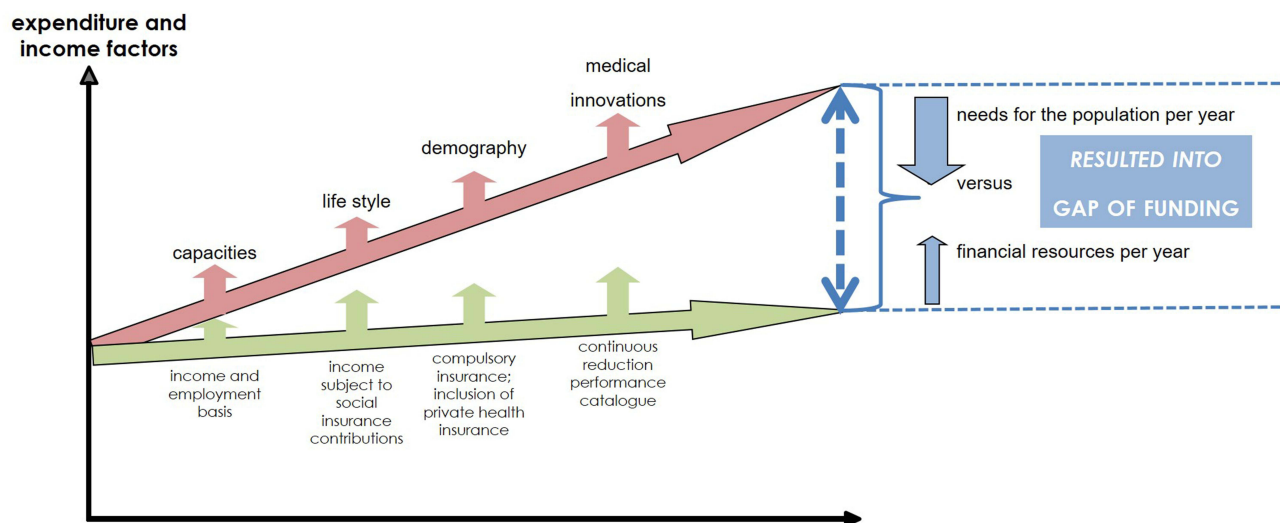 expenditure and
income factors
medical
innovations
demography
life style
capacities
needs for the population per year
versus
financial resources per year
RESULTED INTO
GAP OF FUNDING
income and
employment
basis
income
subject to
social
insurance
contributions
compulsory
insurance;
inclusion of
private health
insurance
continuous
reduction
performance
catalogue